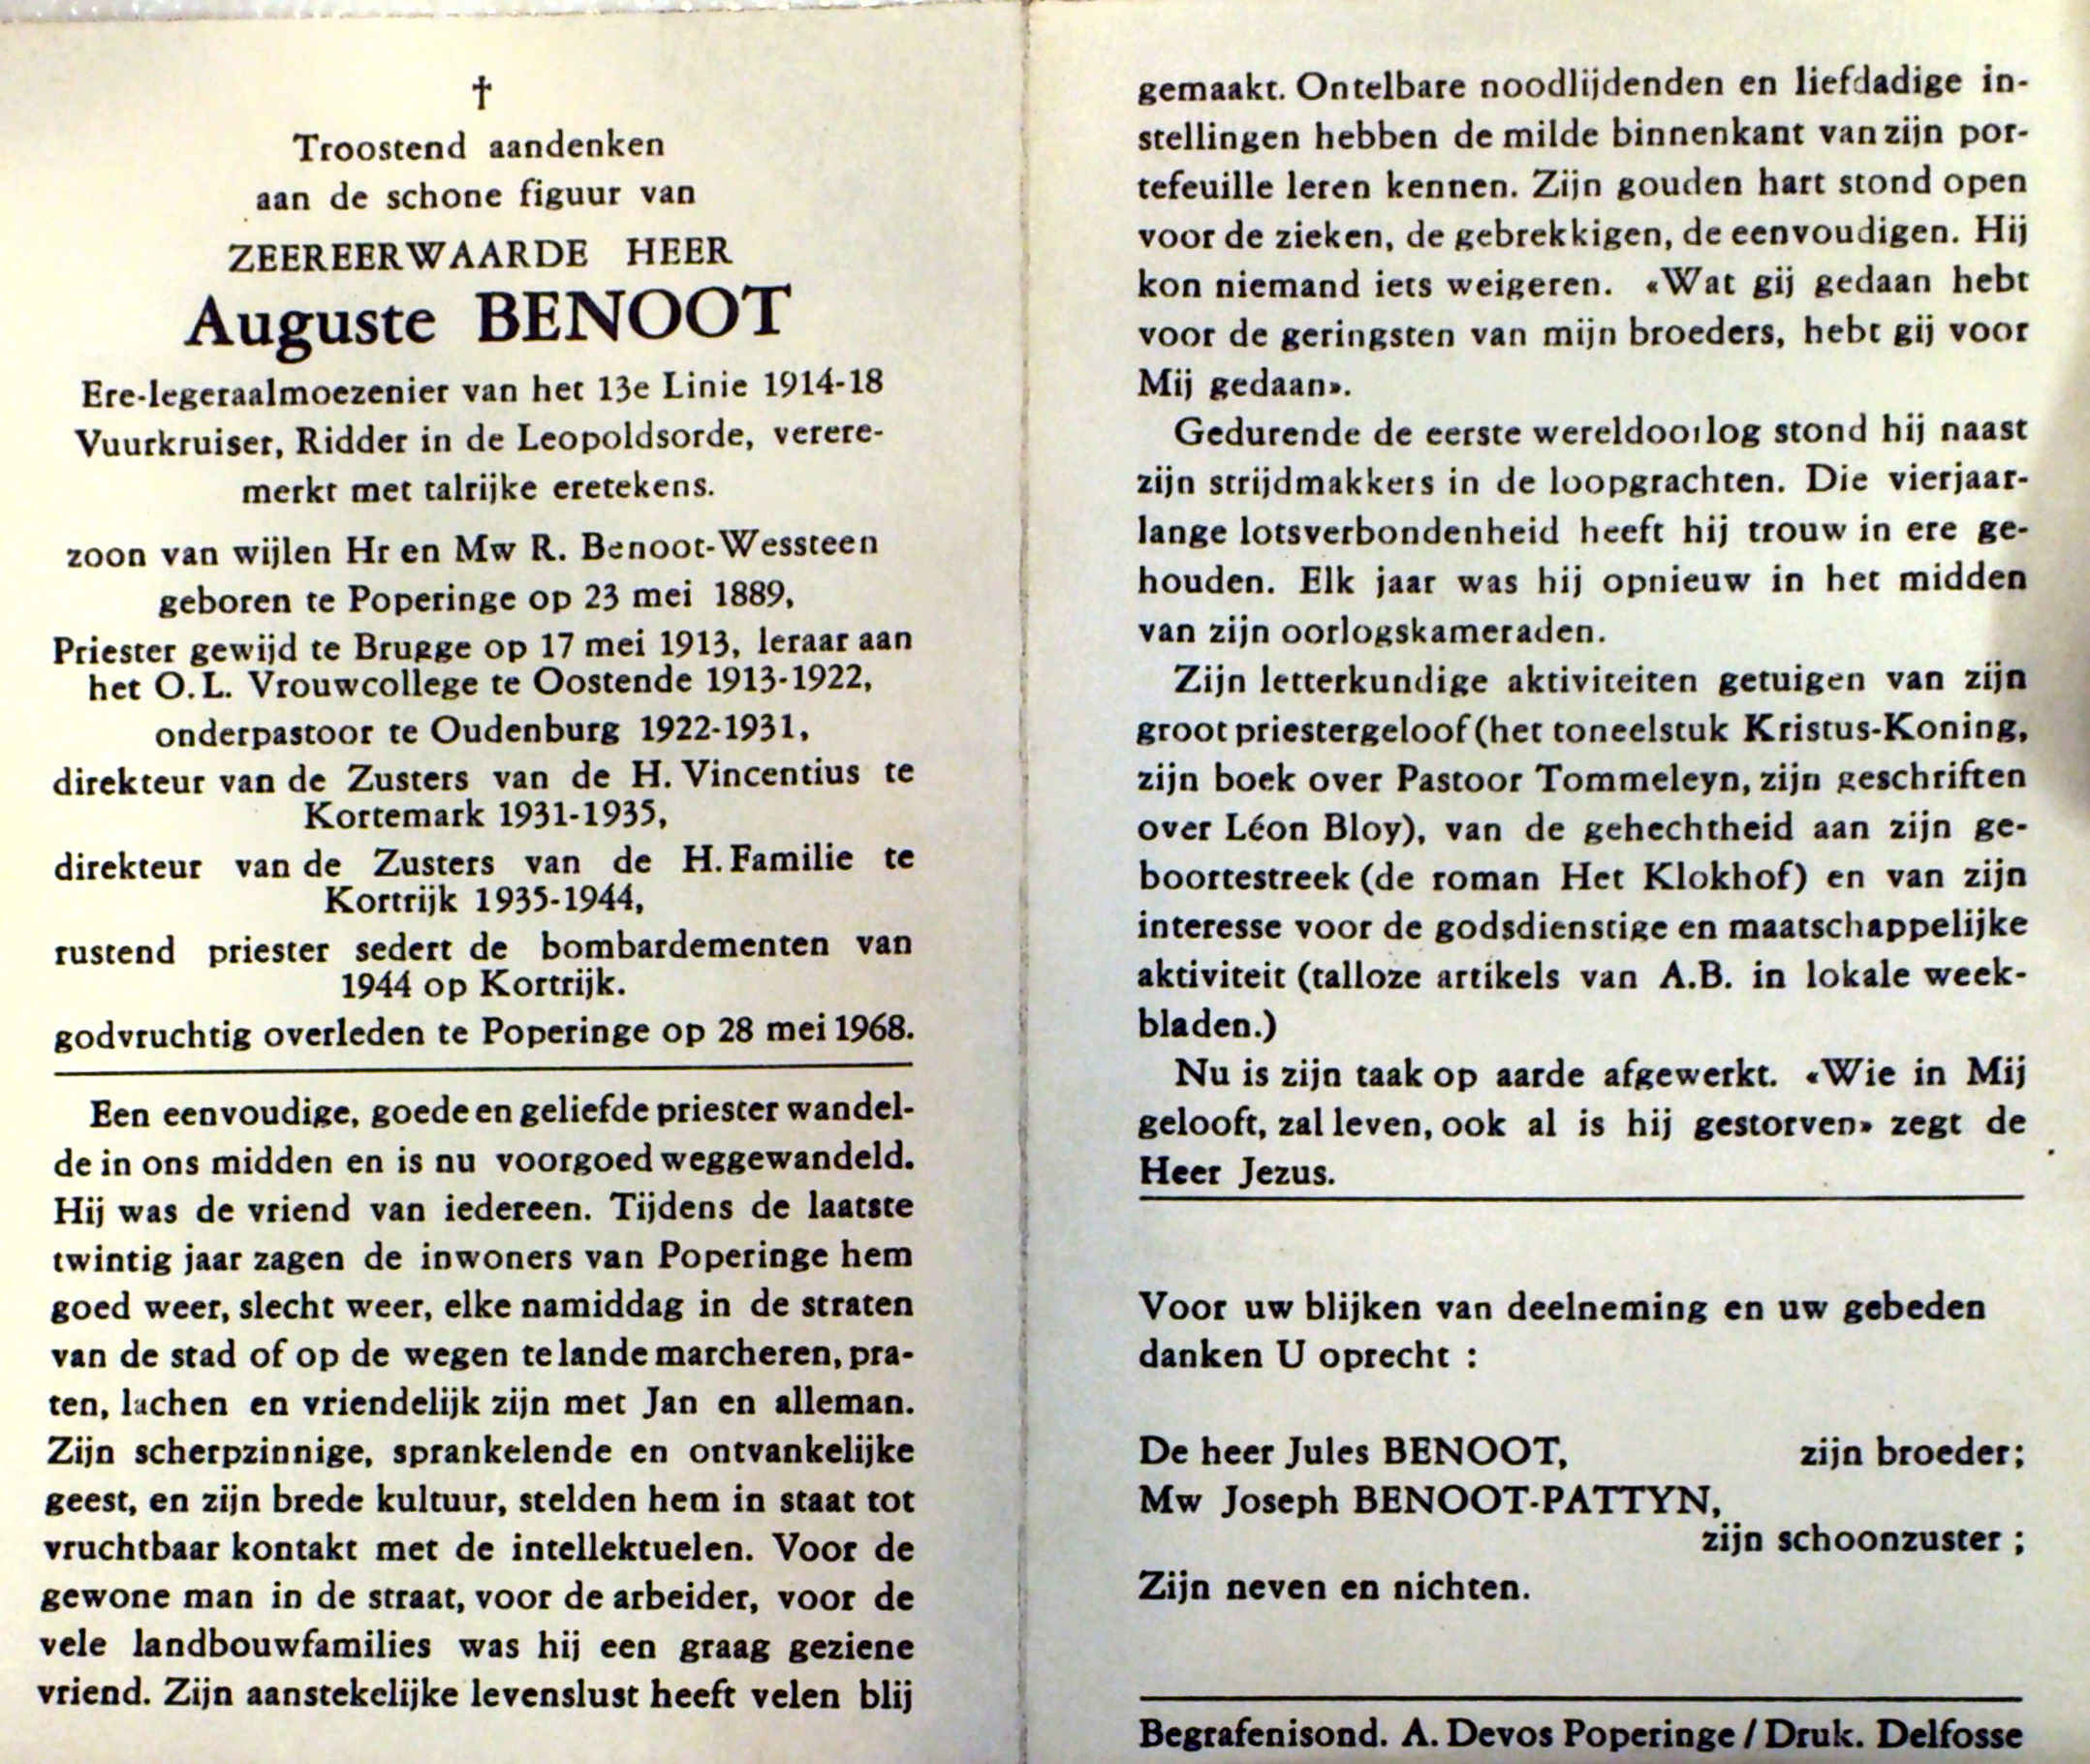 †
Troostend aandenken
aan de schone figuur van
ZEEREERWAARDE HEER
Auguste BENOOT
Ere-legeraalmoezenier van het 13e Linie 1914-18
Vuurkruiser, Ridder in de Leopoldsorde, verere-
merkt met talrijke eretekens.
zoon van wijlen Hr en Mw R. Benoot-Wessteen
geboren te Poperinge op 23 mei 1889,
Priester gewijd te Brugge op 17 mei 1913, leraar aan
het O.L. Vrouwcollege te Oostende 1913-1922,
onderpastoor te Oudenburg 1922-1931,
direkteur van de Zusters van de H. Vincentius te
Kortemark 1931-1935,
direkteur van de Zusters van de H. Familie te
Kortrijk 1935-1944,
rustend priester sedert de bombardementen van
1944 op Kortrijk.
godvruchtig overleden te Poperinge op 28 mei 1968.
Een eenvoudige, goede en geliefde priester wandel-
de in ons midden en is nu voorgoed weggewandeld.
Hij was de vriend van iedereen. Tijdens de laatste
twintig jaar zagen de inwoners van Poperinge hem
goed weer, slecht weer, elke namiddag in de straten
van de stad of op de wegen te lande marcheren, pra-
ten, lachen en vriendelijk zijn met Jan en alleman.
Zijn scherpzinnige, sprankelende en ontvankelijke
geest, en zijn brede kultuur, stelden hem in staat tot
vruchtbaar kontakt met de intellektuelen. Voor de
gewone man in de straat, voor de arbeider, voor de
vele landbouwfamilies was hij een graag geziene
vriend. Zijn aanstekelijke levenslust heeft velen blij
gemaakt. Ontelbare noodlijdenden en liefdadige in-
stellingen hebben de milde binnenkant van zijn por-
tefeuille leren kennen. Zijn gouden hart stond open
voor de zieken, de gebrekkigen, de eenvoudigen. Hij
kon niemand iets weigeren. «Wat gij gedaan hebt
voor de geringsten van mijn broeders, hebt gij voor
Mij gedaan».
Gedurende de eerste wereldoorlog stond hij naast
zijn strijdmakkers in de loopgrachten. Die vierjaar-
lange lotsverbondenheid heeft hij trouw in ere ge-
houden. Elk jaar was hij opnieuw in het midden
van zijn oorlogskameraden.
Zijn letterkundige aktiviteiten getuigen van zijn
groot priestergeloof (het toneelstuk Kristus-Koning,
zijn boek over Pastoor Tommeleyn, zijn geschriften
over Léon Bloy), van de gehechtheid aan zijn ge-
boortestreek (de roman Het Klokhof) en van zijn
interesse voor de godsdienstige en maatschappelijke
aktiviteit (talloze artikels van A.B. in lokale week-
bladen.)
Nu is zijn taak op aarde afgewerkt. «Wie in Mij
gelooft, zal leven, ook al is hij gestorven» zegt de
Heer Jezus.
Voor uw blijken van deelneming en uw gebeden
danken U oprecht :
De heer Jules BENOOT, zijn broeder;
Mw Joseph BENOOT-PATTYN,
zijn schoonzuster ;
Zijn neven en nichten.
Begrafenisond. A. Devos Poperinge / Druk. Delfosse